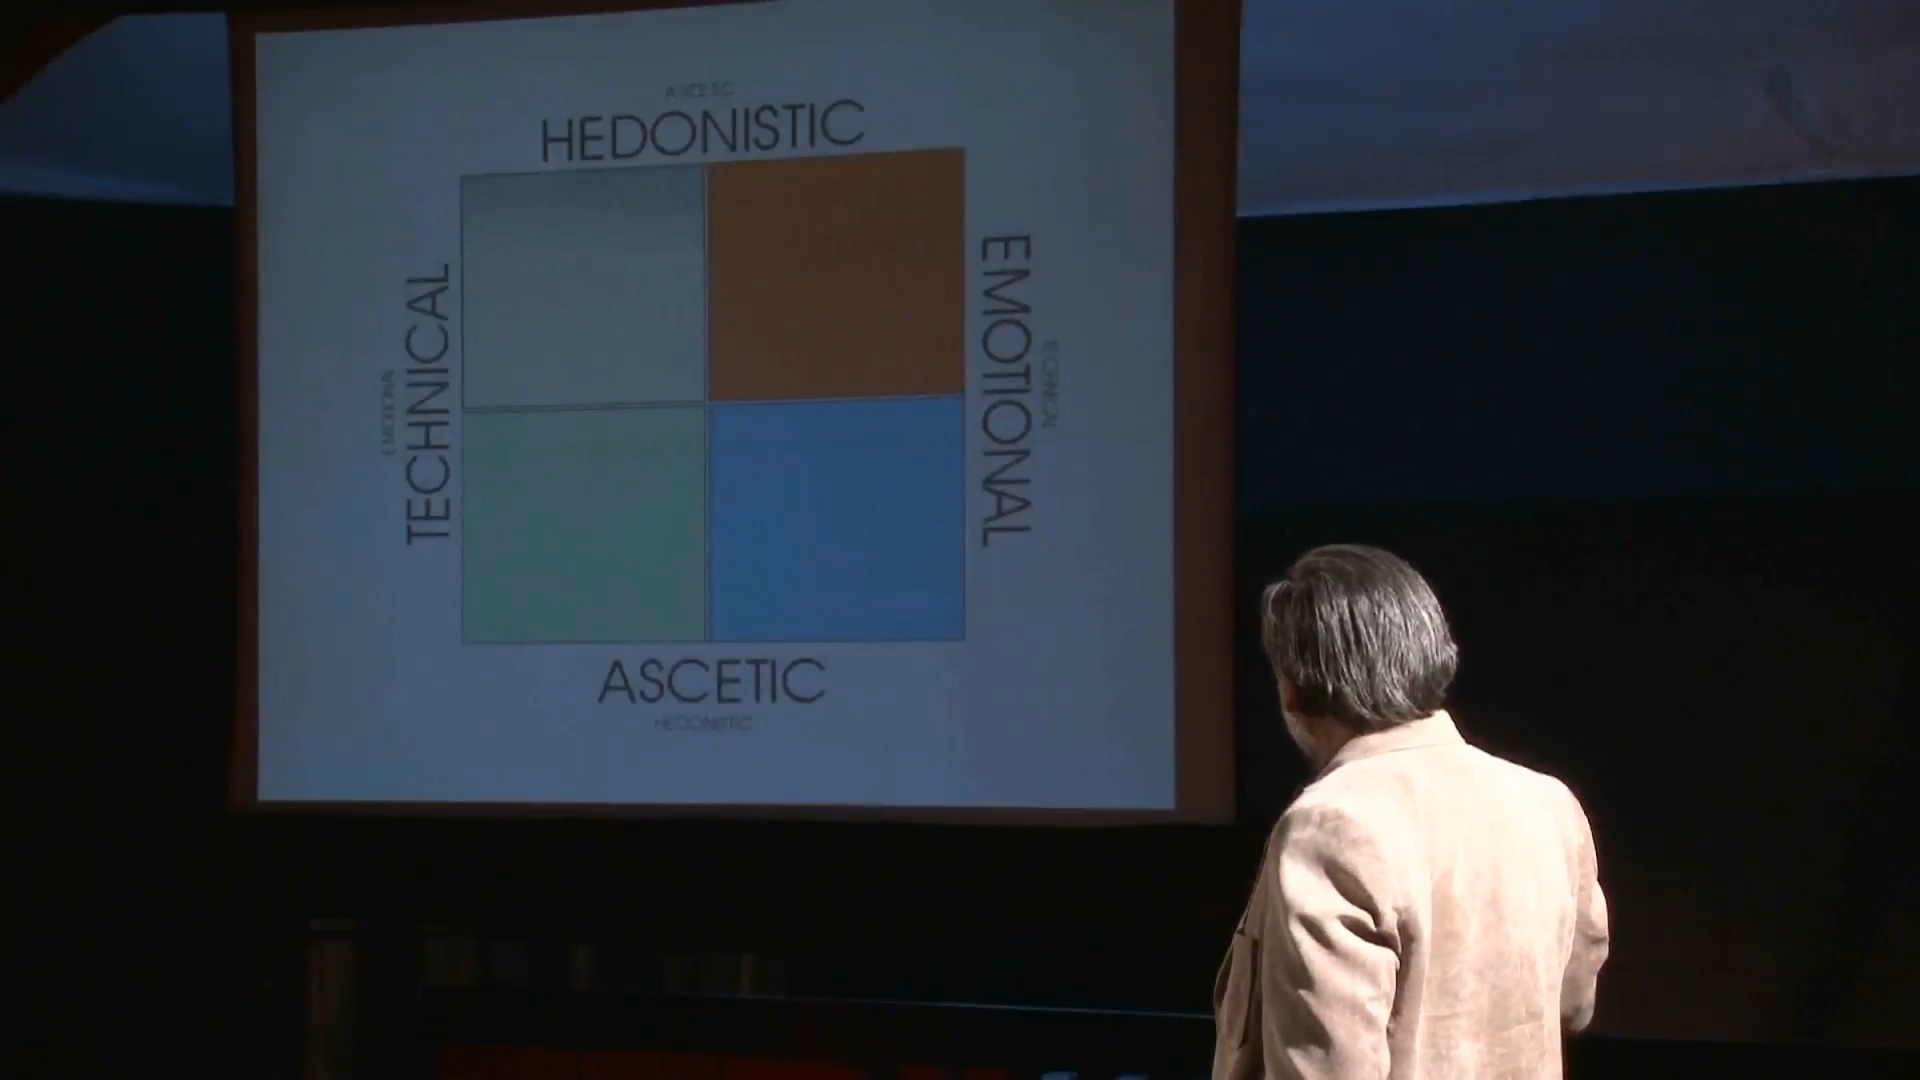 ASCETIC
HEDONISTIC
EMOTIONAL
TECHNICAL
EMOTIONAL
TECHNICAL
ASCETIC
HEDONISTIC